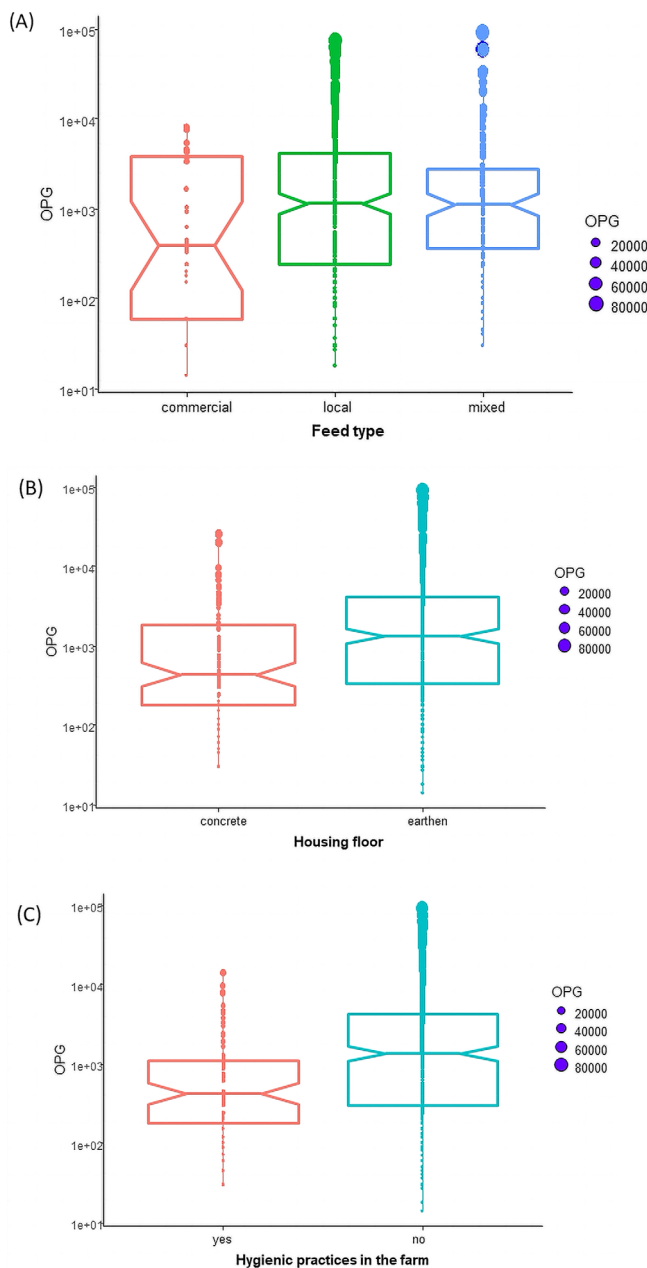 (A)
1e+05
1e+04
1e+03
1e+02
1e+01
OPG
commercial local mixed
Feed type
OPG
20000
40000
60000
80000
(B)
1e+05
1e+04
1e+03
1e+02
1e+01
OPG
concrete earthen
Housing floor
OPG
20000
40000
60000
80000
(C)
1e+05
1e+04
1e+03
1e+02
1e+01
OPG
yes no
Hygienic practices in the farm
OPG
20000
40000
60000
80000